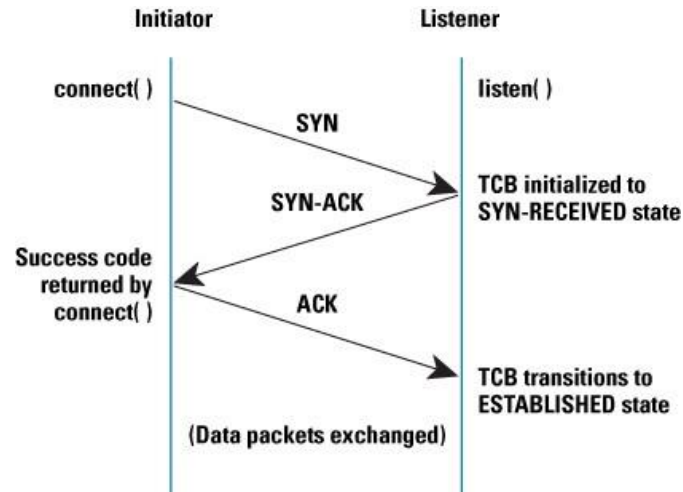 Initiator
Listener
connect( )
listen( )
SYN
TCB initialized to
SYN-RECEIVED state
SYN-ACK
Success code
returned by
connect( )
ACK
TCB transitions to
ESTABLISHED state
(Data packets exchanged)